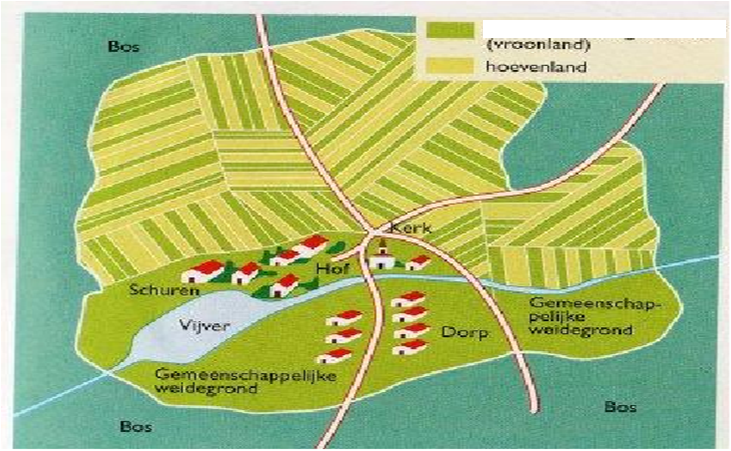 Bos
(vroonland)
hoevenland
Kerk
Hof
Schuren
Vijver
Gemeenschap-
pelijke
weidegrond
Dorp
Gemeenschappelijke
weidegrond
Bos
Bos